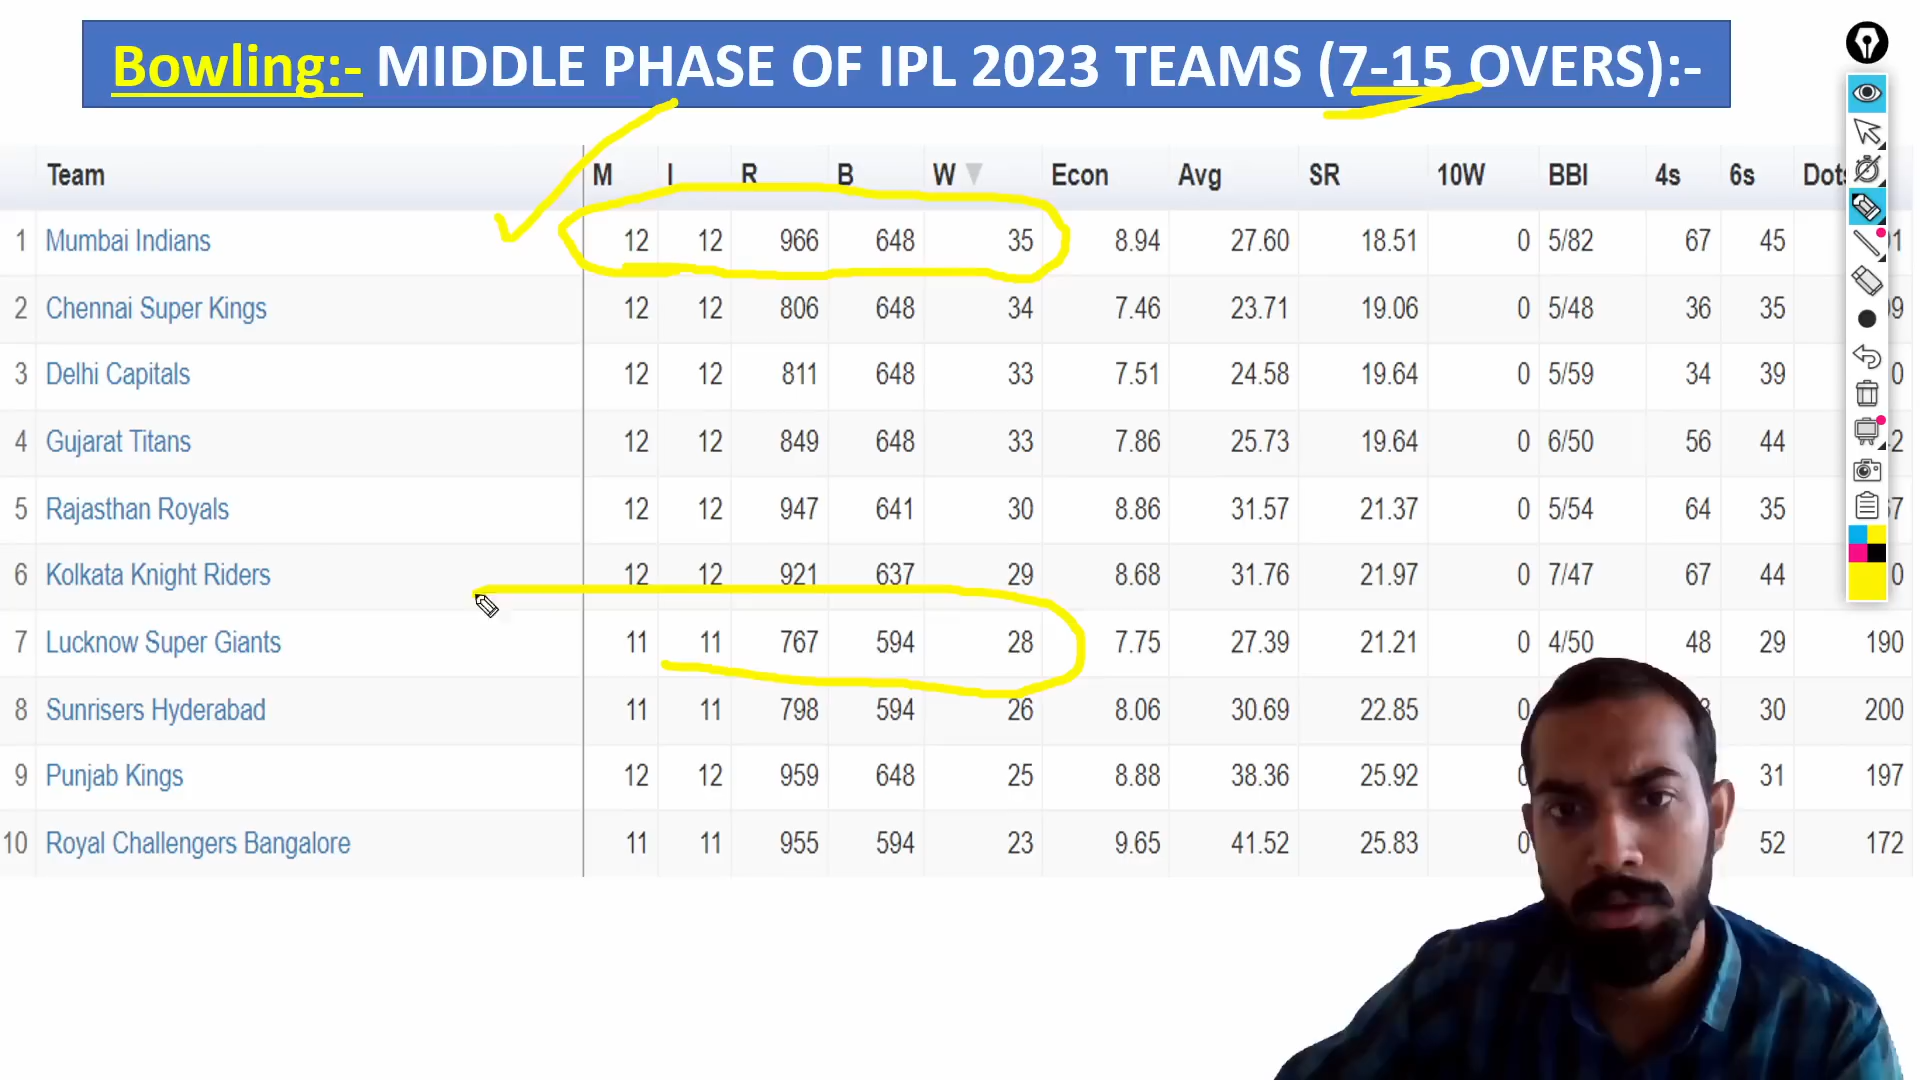 Bowling:- MIDDLE PHASE OF IPL 2023 TEAMS (7-15 OVERS):-
Team M I R B W Econ Avg SR 10W BBI 4s 6s Dots
1 Mumbai Indians 12 12 966 648 35 8.94 27.60 18.51 0 5/82 67 45
2 Chennai Super Kings 12 12 806 648 34 7.46 23.71 19.06 0 5/48 36 35
3 Delhi Capitals 12 12 811 648 33 7.51 24.58 19.64 0 5/59 34 39
4 Gujarat Titans 12 12 849 648 33 7.86 25.73 19.64 0 6/50 56 44
5 Rajasthan Royals 12 12 947 641 30 8.86 31.57 21.37 0 5/54 64 35
6 Kolkata Knight Riders 12 12 921 637 29 8.68 31.76 21.97 0 7/47 67 44
7 Lucknow Super Giants 11 11 767 594 28 7.75 27.39 21.21 0 4/50 48 29 190
8 Sunrisers Hyderabad 11 11 798 594 26 8.06 30.69 22.85 0 30 200
9 Punjab Kings 12 12 959 648 25 8.88 38.36 25.92 31 197
10 Royal Challengers Bangalore 11 11 955 594 23 9.65 41.52 25.83 0 52 172